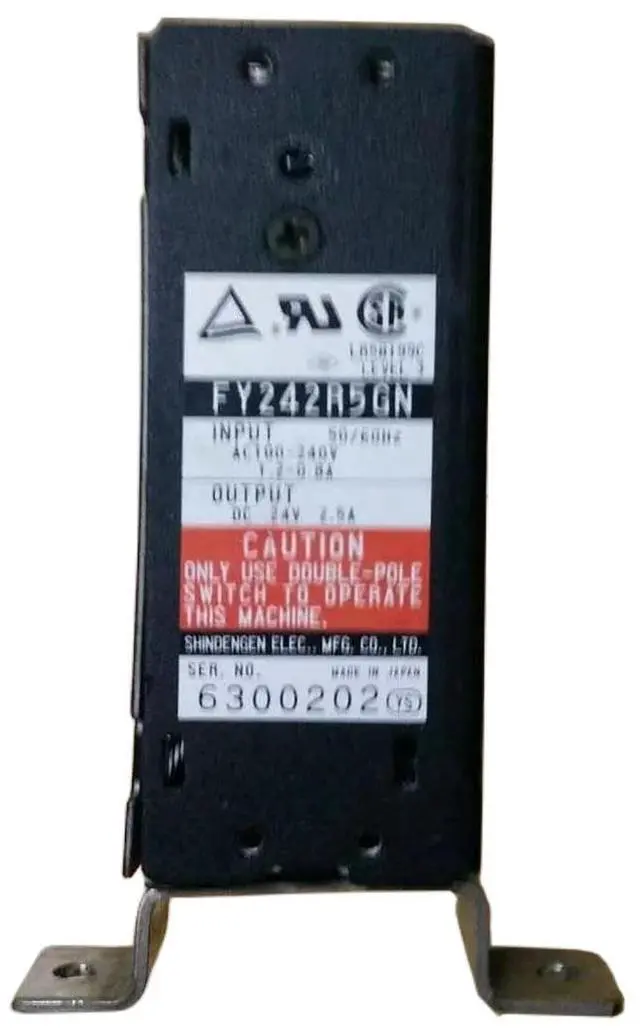 LR58199C
LEVEL 3
FY242R5GN
INPUT 50/60Hz
AC100-240V
1.2-0.8A
OUTPUT
DC 24V 2.5A
CAUTION
ONLY USE DOUBLE-POLE
SWITCH TO OPERATE
THIS MACHINE.
SHINDENGEN ELEC., MFG. CO., LTD.
SER. NO. MADE IN JAPAN
6300202 YS